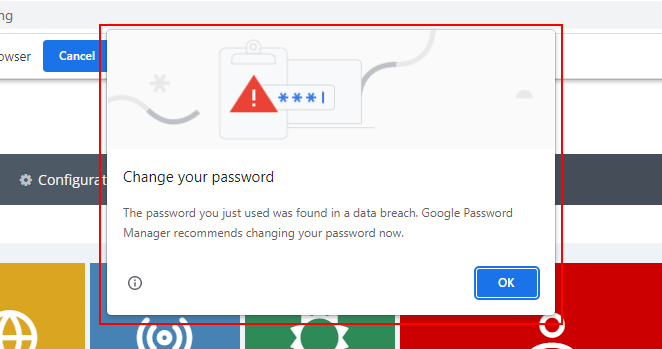 ng
owser
Cancel
***
Configurat
Change your password
The password you just used was found in a data breach. Google Password
Manager recommends changing your password now.
OK